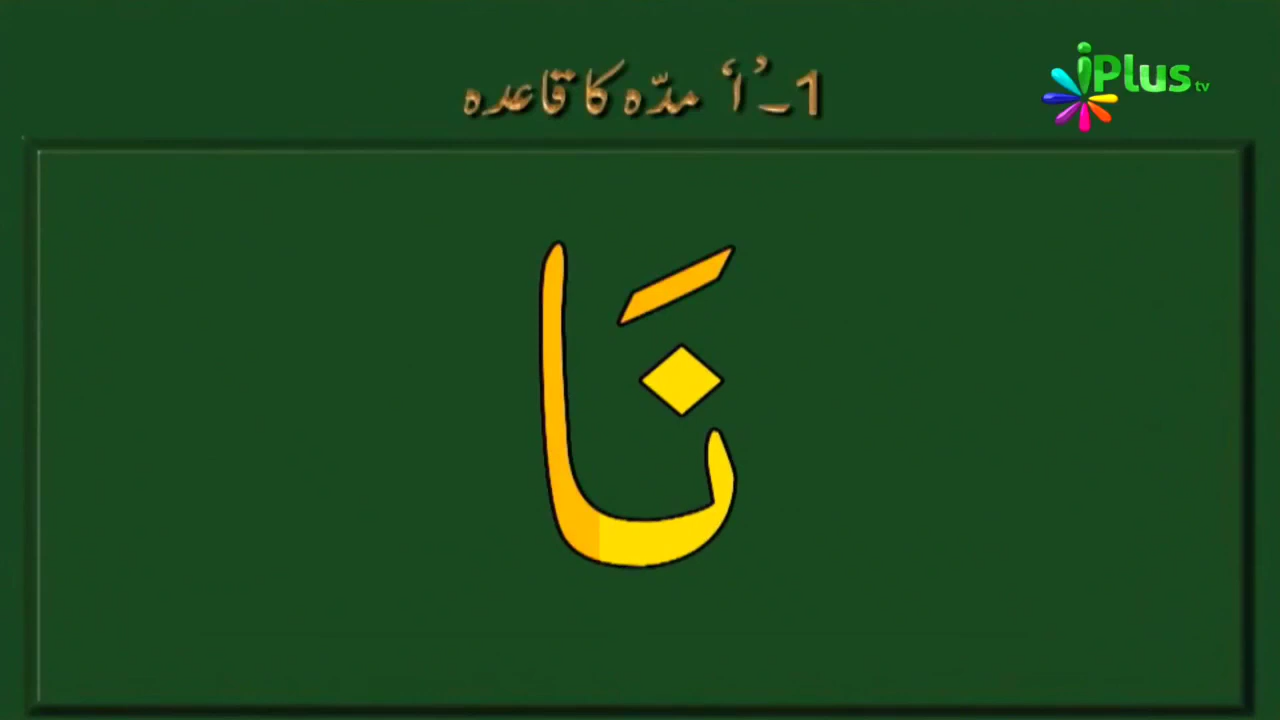 1۔ُ اَ مدّہ کا قاعدہ
iPlus tv
نَا